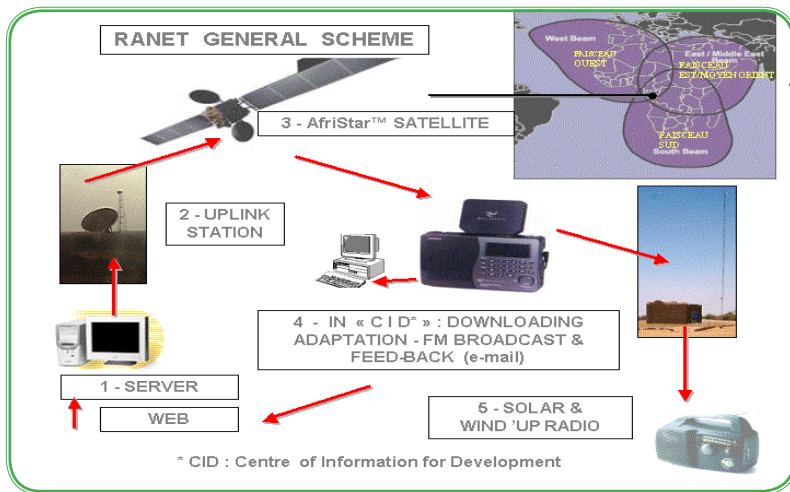 RANET GENERAL SCHEME
West Beam
FAISCEAU
OUEST
East / Middle East
Beam
FAISCEAU
EST/MOYEN ORIENT
FAISCEAU
SUD
South Beam
3 - AfriStar™ SATELLITE
2 - UPLINK
STATION
4 - IN « C I D* » : DOWNLOADING
ADAPTATION - FM BROADCAST &
FEED-BACK (e-mail)
1 - SERVER
WEB
5 - SOLAR &
WIND 'UP RADIO
* CID : Centre of Information for Development